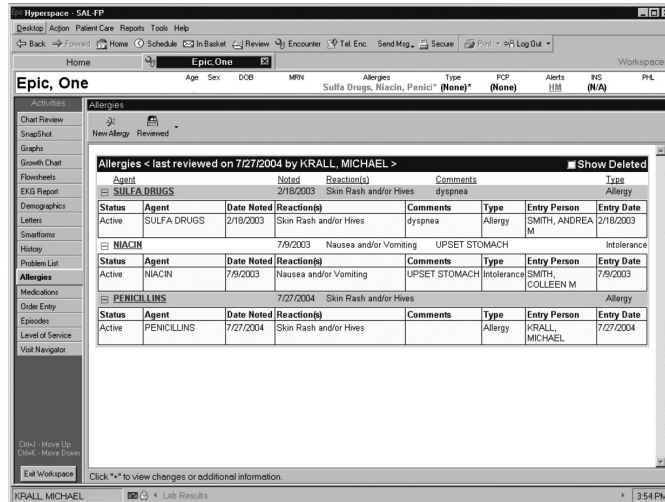 Hyperspace - SAL-FP
Desktop Action Patient Care Reports Tools Help
Back Forward Home Schedule In Basket Review Encounter Tel. Enc. Send Msg. Secure Print Log Out
Home Epic,One Workspace
Epic, One
Age Sex DOB MRN Allergies Type PCP Alerts INS PHL
Sulfa Drugs, Niacin, Penici* (None)* (None) HM (N/A)
Activities
Chart Review
SnapShot
Graphs
Growth Chart
Flowsheets
EKG Report
Demographics
Letters
Smartforms
History
Problem List
Allergies
Medications
Order Entry
Episodes
Level of Service
Visit Navigator
Ctrl+J - Move Up
Ctrl+K - Move Down
Exit Workspace
Allergies
New Allergy Reviewed
Allergies < last reviewed on 7/27/2004 by KRALL, MICHAEL > Show Deleted
Agent Noted Reaction(s) Comments Type
SULFA DRUGS 2/18/2003 Skin Rash and/or Hives dyspnea Allergy
Status Agent Date Noted Reaction(s) Comments Type Entry Person Entry Date
Active SULFA DRUGS 2/18/2003 Skin Rash and/or Hives dyspnea Allergy SMITH, ANDREA 2/18/2003
M
NIACIN 7/9/2003 Nausea and/or Vomiting UPSET STOMACH Intolerance
Status Agent Date Noted Reaction(s) Comments Type Entry Person Entry Date
Active NIACIN 7/9/2003 Nausea and/or Vomiting UPSET STOMACH Intolerance SMITH, 7/9/2003
COLLEEN M
PENICILLINS 7/27/2004 Skin Rash and/or Hives Allergy
Status Agent Date Noted Reaction(s) Comments Type Entry Person Entry Date
Active PENICILLINS 7/27/2004 Skin Rash and/or Hives Allergy KRALL, 7/27/2004
MICHAEL
Click "+" to view changes or additional information.
KRALL, MICHAEL Lab Results 3:54 PM